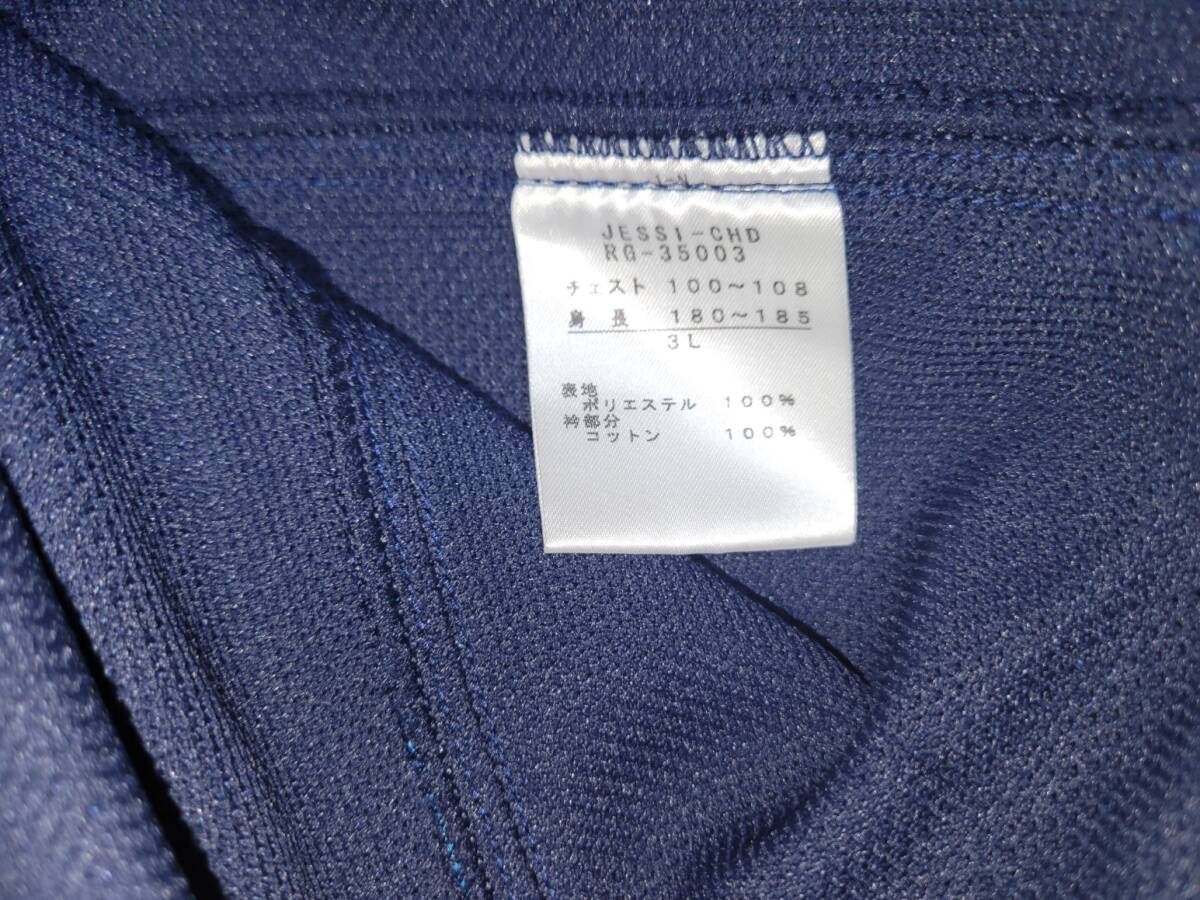 JESSI-CHD
RG-35003
チェスト 100～108
身 長 180～185
3L
表地
ポリエステル 100%
衿部分
コットン 100%